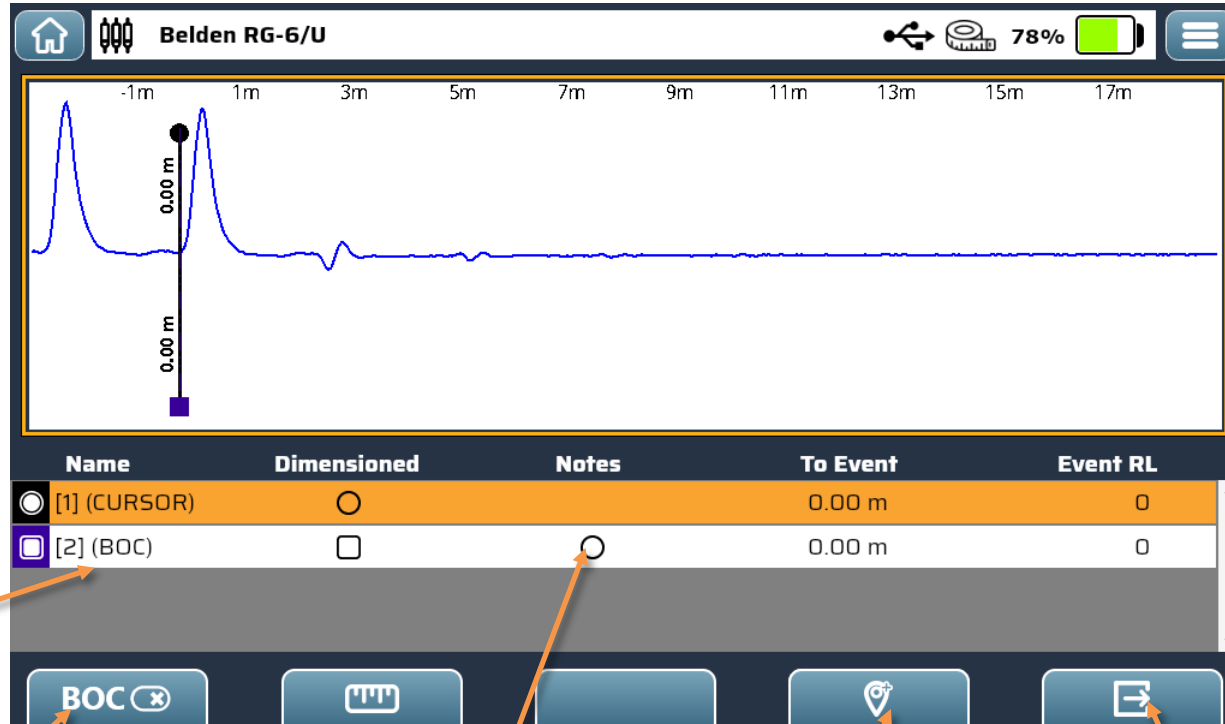 Belden RG-6/U 78%
-1m 1m 3m 5m 7m 9m 11m 13m 15m 17m
0.00 m
0.00 m
Name Dimensioned Notes To Event Event RL
[1] (CURSOR) 0.00 m 0
[2] (BOC) 0.00 m 0
BOC